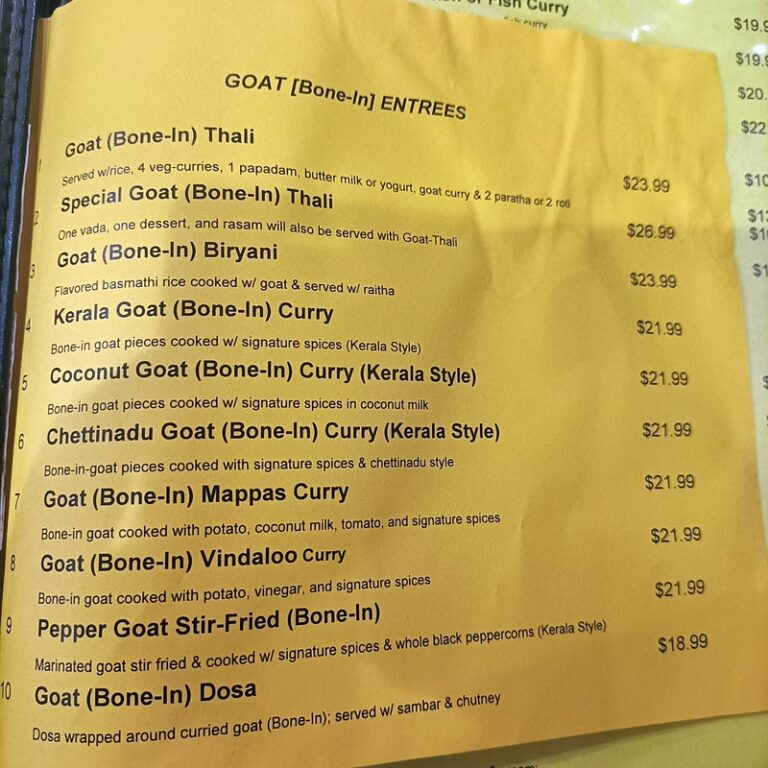 Fish Curry
fish curry
GOAT [Bone-In] ENTREES
1 Goat (Bone-In) Thali $23.99
Served w/rice, 4 veg-curries, 1 papadam, butter milk or yogurt, goat curry & 2 paratha or 2 roti
2 Special Goat (Bone-In) Thali $26.99
One vada, one dessert, and rasam will also be served with Goat-Thali
3 Goat (Bone-In) Biryani $23.99
Flavored basmathi rice cooked w/ goat & served w/ raitha
4 Kerala Goat (Bone-In) Curry $21.99
Bone-in goat pieces cooked w/ signature spices (Kerala Style)
5 Coconut Goat (Bone-In) Curry (Kerala Style) $21.99
Bone-in goat pieces cooked w/ signature spices in coconut milk
6 Chettinadu Goat (Bone-In) Curry (Kerala Style) $21.99
Bone-in-goat pieces cooked with signature spices & chettinadu style
7 Goat (Bone-In) Mappas Curry $21.99
Bone-in goat cooked with potato, coconut milk, tomato, and signature spices
8 Goat (Bone-In) Vindaloo Curry $21.99
Bone-in goat cooked with potato, vinegar, and signature spices
9 Pepper Goat Stir-Fried (Bone-In) $21.99
Marinated goat stir fried & cooked w/ signature spices & whole black peppercorns (Kerala Style)
10 Goat (Bone-In) Dosa $18.99
Dosa wrapped around curried goat (Bone-In); served w/ sambar & chutney